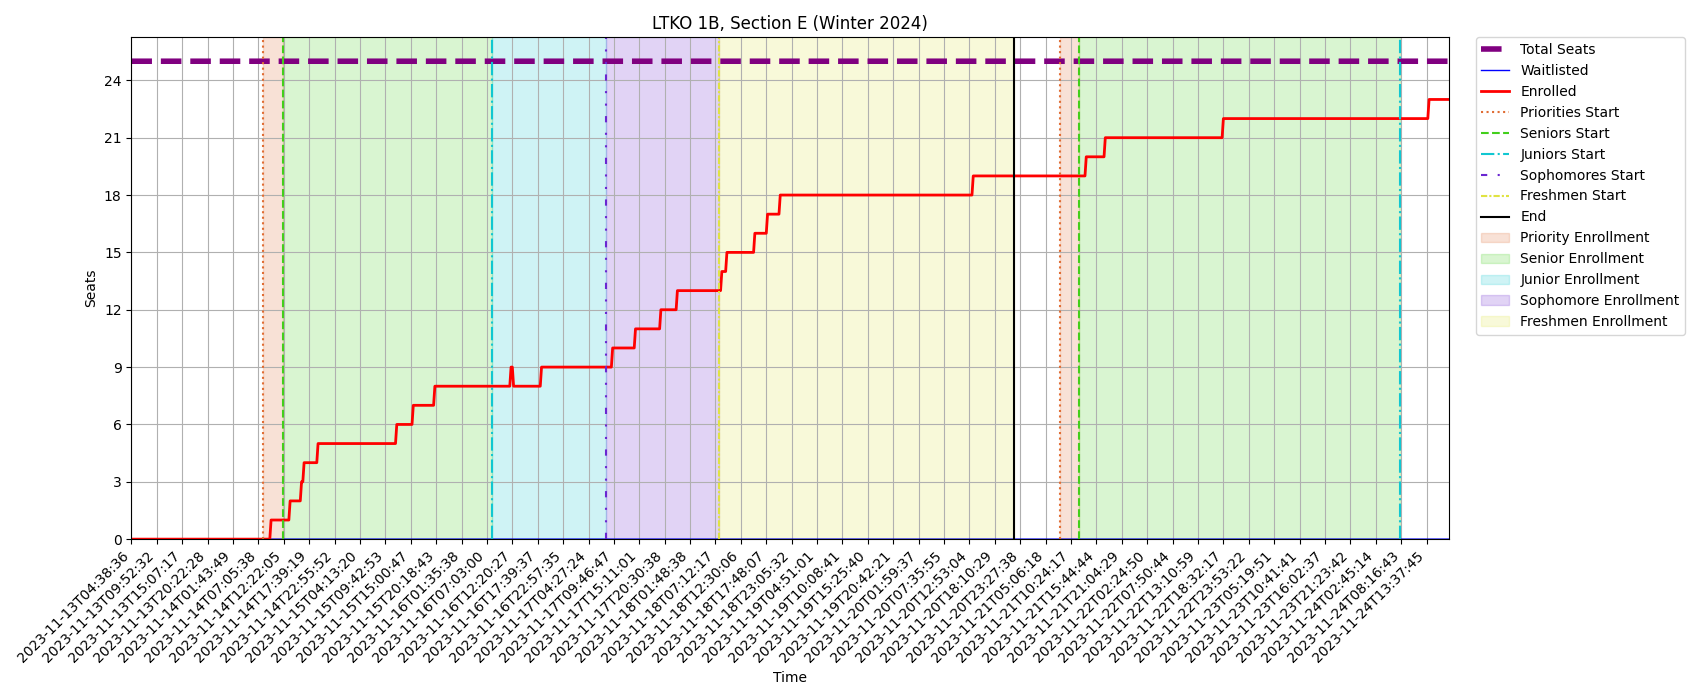 LTKO 1B, Section E (Winter 2024)
Seats
24
21
18
15
12
9
6
3
0
2023-11-13T04:38:36
2023-11-13T09:52:32
2023-11-13T15:07:17
2023-11-13T20:22:28
2023-11-14T01:43:49
2023-11-14T07:05:38
2023-11-14T12:22:05
2023-11-14T17:39:19
2023-11-14T22:55:52
2023-11-15T04:13:20
2023-11-15T09:42:53
2023-11-15T15:00:47
2023-11-15T20:18:43
2023-11-16T01:35:38
2023-11-16T07:03:00
2023-11-16T12:20:27
2023-11-16T17:39:37
2023-11-16T22:57:35
2023-11-17T04:27:24
2023-11-17T09:46:47
2023-11-17T15:11:01
2023-11-17T20:30:38
2023-11-18T01:48:38
2023-11-18T07:12:17
2023-11-18T12:30:06
2023-11-18T17:48:07
2023-11-18T23:05:32
2023-11-19T04:51:01
2023-11-19T10:08:41
2023-11-19T15:25:40
2023-11-19T20:42:21
2023-11-20T01:59:37
2023-11-20T07:35:55
2023-11-20T12:53:04
2023-11-20T18:10:29
2023-11-20T23:27:38
2023-11-21T05:06:18
2023-11-21T10:24:17
2023-11-21T15:44:44
2023-11-21T21:04:29
2023-11-22T02:24:50
2023-11-22T07:50:44
2023-11-22T13:10:59
2023-11-22T18:32:17
2023-11-22T23:53:22
2023-11-23T05:19:51
2023-11-23T10:41:41
2023-11-23T16:02:37
2023-11-23T21:23:42
2023-11-24T02:45:14
2023-11-24T08:16:43
2023-11-24T13:37:45
Time
Total Seats
Waitlisted
Enrolled
Priorities Start
Seniors Start
Juniors Start
Sophomores Start
Freshmen Start
End
Priority Enrollment
Senior Enrollment
Junior Enrollment
Sophomore Enrollment
Freshmen Enrollment